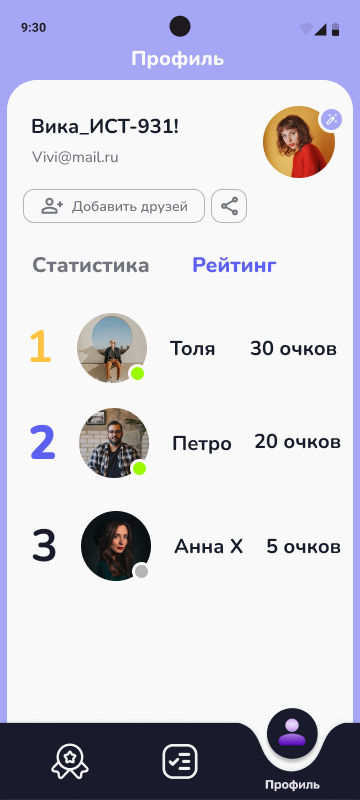 9:30
Профиль
Вика_ИСТ-931!
Vivi@mail.ru
Добавить друзей
Статистика Рейтинг
1 Толя 30 очков
2 Петро 20 очков
3 Анна Х 5 очков
Профиль